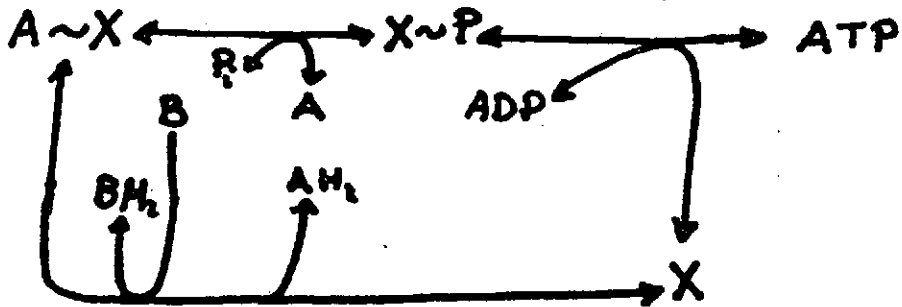 A ~ X X ~ P ATP
Pi A ADP
B
BH₂ AH₂
X